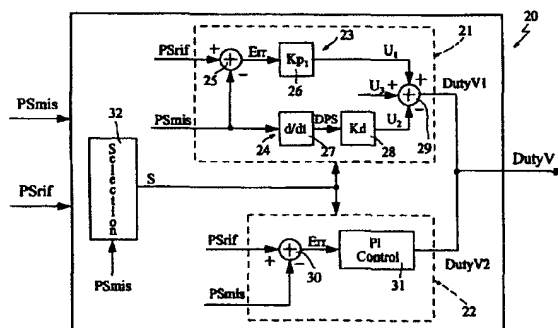 20
21
PSrif
+
Err
Kp₁
23
U₁
25
26
U₃
+
DutyV1
PSmis
DPS
d/dt
Kd
U₂
29
24
27
28
PSmis
32
Selection
PSrif
S
DutyV
PSmis
PSrif
+
Err
PI
Control
30
31
DutyV2
PSmis
22